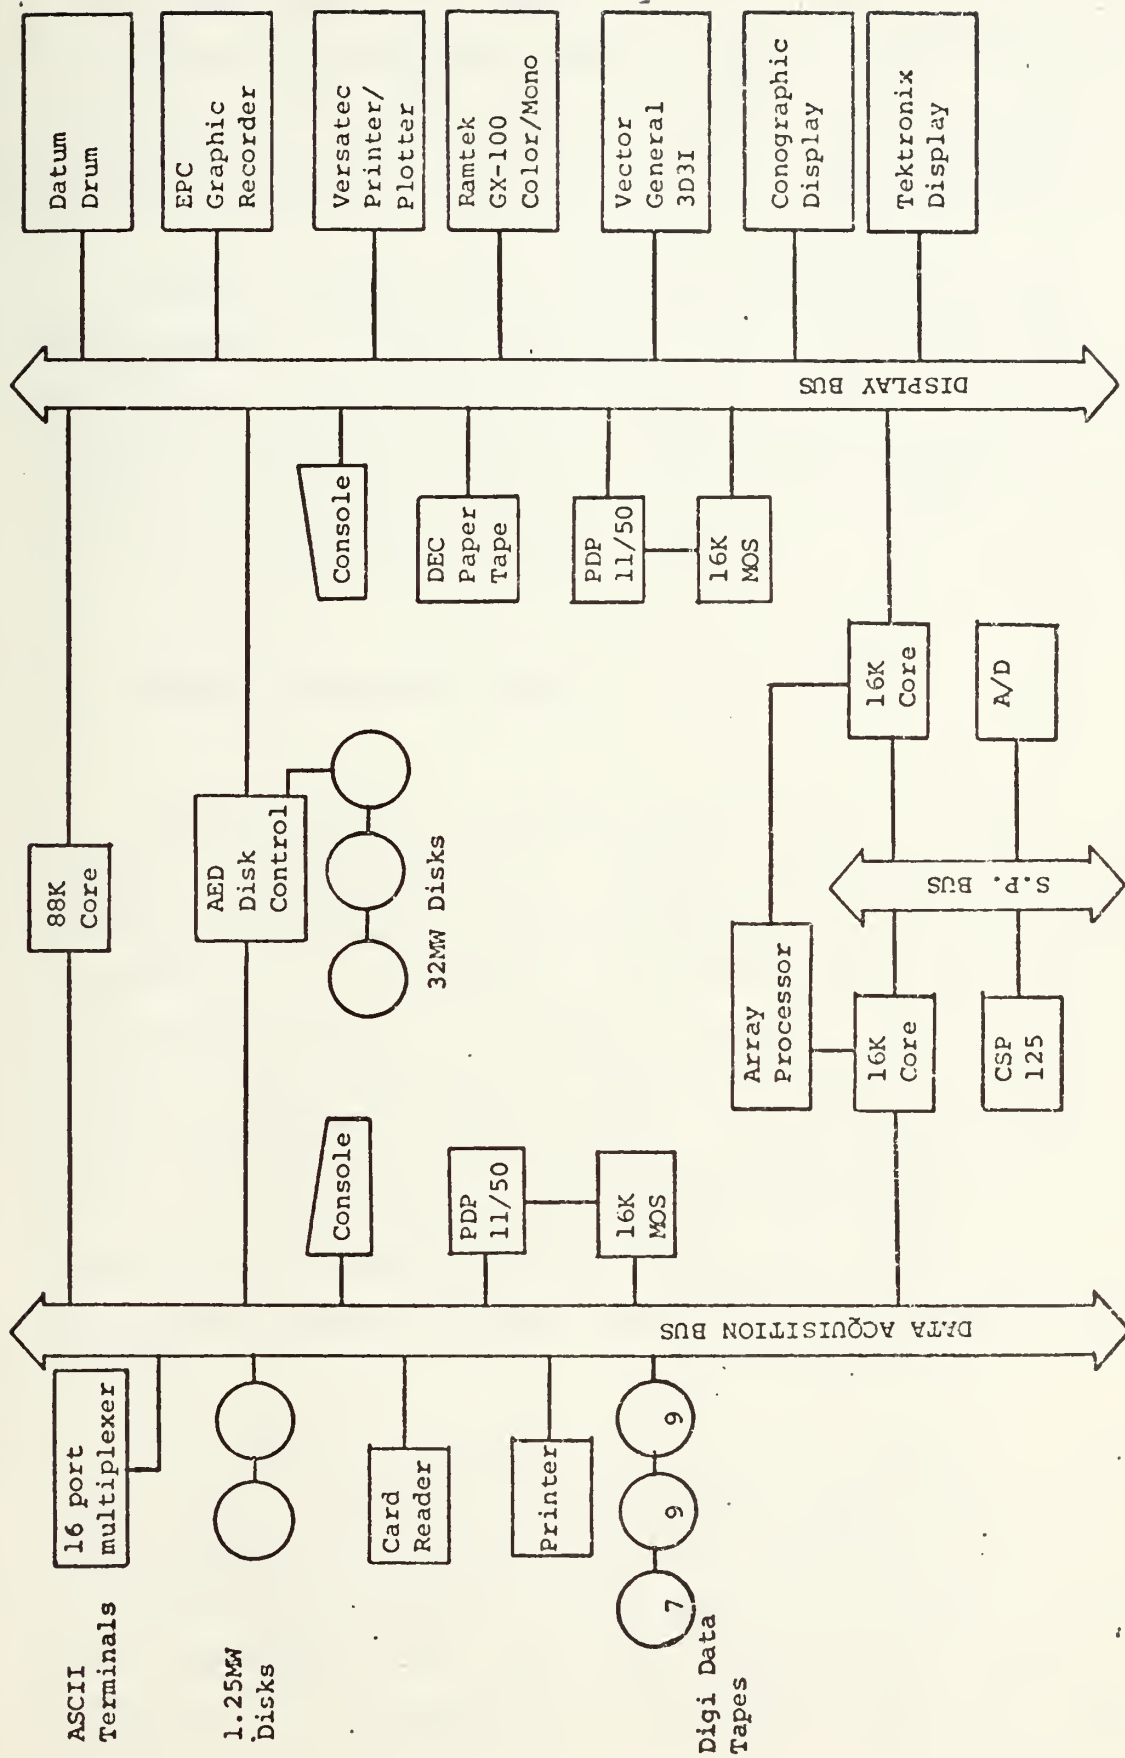 ASCII
Terminals
16 port
multiplexer
1.25MW
Disks
Card
Reader
Printer
Digi Data
Tapes
7
9
9
DATA ACQUISITION BUS
88K
Core
AED
Disk
Control
32MW Disks
Console
PDP
11/50
16K
MOS
Array
Processor
16K
Core
CSP
125
S.P. BUS
16K
Core
A/D
Console
DEC
Paper
Tape
PDP
11/50
16K
MOS
DISPLAY BUS
Datum
Drum
EPC
Graphic
Recorder
Versatec
Printer/
Plotter
Ramtek
GX-100
Color/Mono
Vector
General
3D3I
Conographic
Display
Tektronix
Display